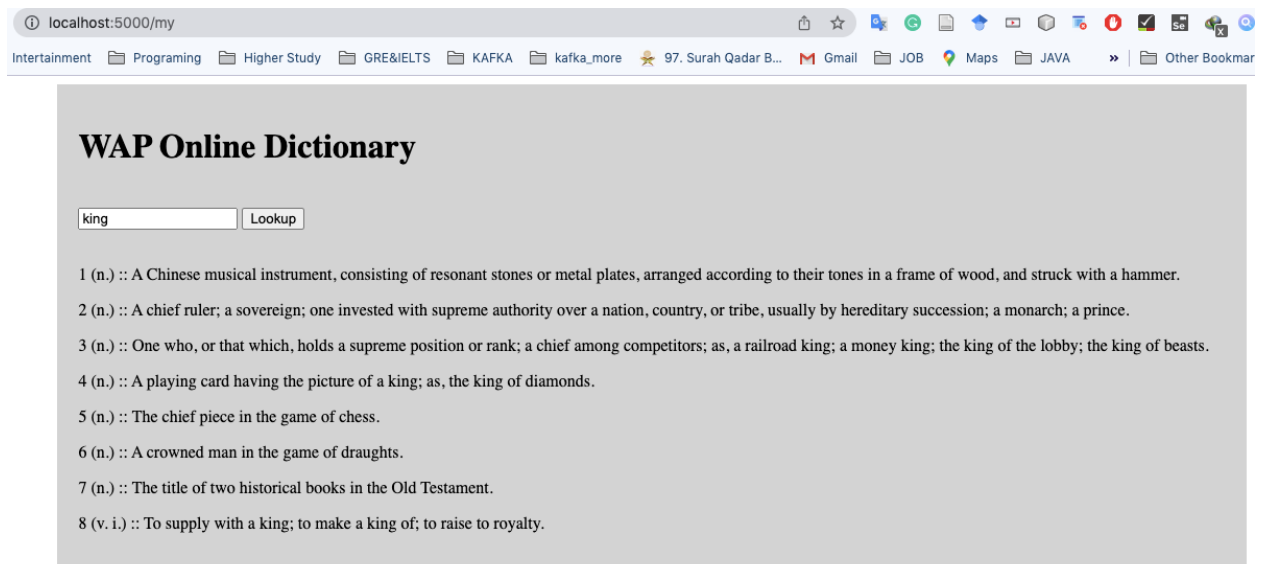 localhost:5000/my
Intertainment Programing Higher Study GRE&IELTS KAFKA kafka_more 97. Surah Qadar B... Gmail JOB Maps JAVA » Other Bookmar
WAP Online Dictionary
king Lookup
1 (n.) :: A Chinese musical instrument, consisting of resonant stones or metal plates, arranged according to their tones in a frame of wood, and struck with a hammer.
2 (n.) :: A chief ruler; a sovereign; one invested with supreme authority over a nation, country, or tribe, usually by hereditary succession; a monarch; a prince.
3 (n.) :: One who, or that which, holds a supreme position or rank; a chief among competitors; as, a railroad king; a money king; the king of the lobby; the king of beasts.
4 (n.) :: A playing card having the picture of a king; as, the king of diamonds.
5 (n.) :: The chief piece in the game of chess.
6 (n.) :: A crowned man in the game of draughts.
7 (n.) :: The title of two historical books in the Old Testament.
8 (v. i.) :: To supply with a king; to make a king of; to raise to royalty.